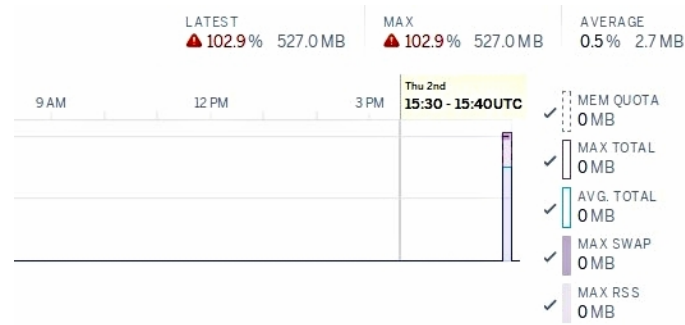 LATEST
102.9% 527.0 MB
MAX
102.9% 527.0 MB
AVERAGE
0.5% 2.7 MB
9 AM
12 PM
3 PM
Thu 2nd
15:30 - 15:40 UTC
MEM QUOTA
0 MB
MAX TOTAL
0 MB
AVG. TOTAL
0 MB
MAX SWAP
0 MB
MAX RSS
0 MB